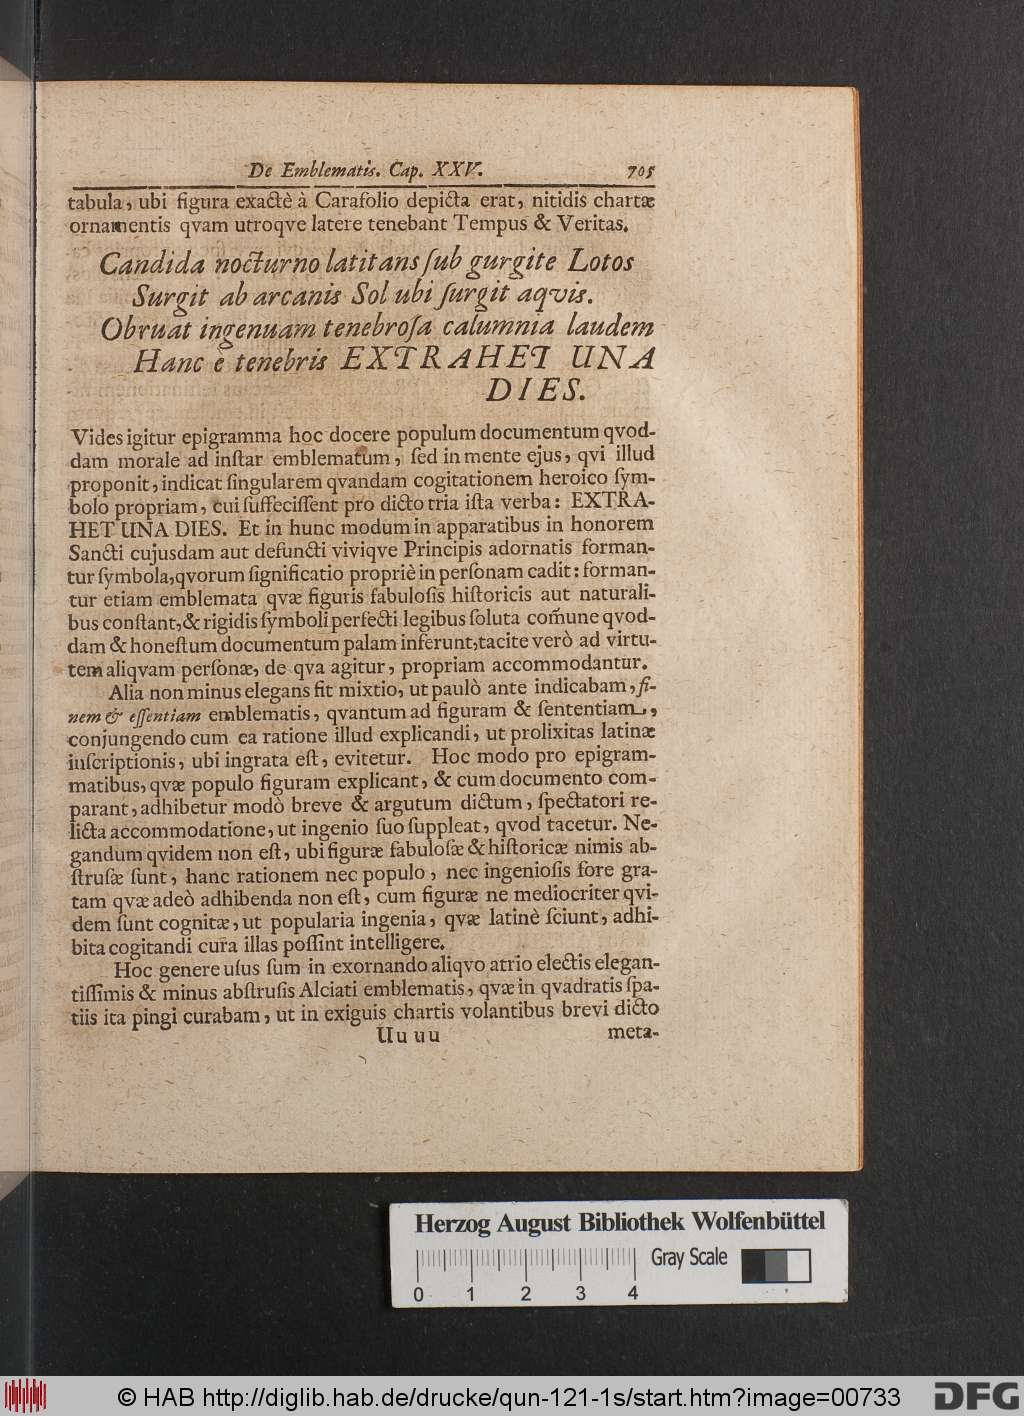 De Emblematis. Cap. XXV. 705
tabula, ubi figura exactè à Carafolio depicta erat, nitidis chartæ
ornamentis qvam utroqve latere tenebant Tempus & Veritas.
Candida nocturno latitans ſub gurgite Lotos
Surgit ab arcanis Sol ubi ſurgit aqvis.
Obruat ingenuam tenebroſa calumnia laudem
Hanc è tenebris EXTRAHET UNA
DIES.
Vides igitur epigramma hoc docere populum documentum qvod-
dam morale ad inſtar emblematum, ſed in mente ejus, qvi illud
proponit, indicat ſingularem qvandam cogitationem heroico ſym-
bolo propriam, cui ſuffeciſſent pro dicto tria iſta verba: EXTRA-
HET UNA DIES. Et in hunc modum in apparatibus in honorem
Sancti cujusdam aut defuncti viviqve Principis adornatis forman-
tur ſymbola, qvorum ſignificatio propriè in perſonam cadit: forman-
tur etiam emblemata qvæ figuris fabuloſis hiſtoricis aut naturali-
bus conſtant, & rigidis ſymboli perfecti legibus ſoluta com̃une qvod-
dam & honeſtum documentum palam inferunt, tacite verò ad virtu-
tem aliqvam perſonæ, de qva agitur, propriam accommodantur.
Alia non minus elegans fit mixtio, ut paulò ante indicabam, fi-
nem & eſſentiam emblematis, qvantum ad figuram & ſententiam,
conjungendo cum ea ratione illud explicandi, ut prolixitas latinæ
inſcriptionis, ubi ingrata eſt, evitetur. Hoc modo pro epigram-
matibus, qvæ populo figuram explicant, & cum documento com-
parant, adhibetur modò breve & argutum dictum, ſpectatori re-
licta accommodatione, ut ingenio ſuo ſuppleat, qvod tacetur. Ne-
gandum qvidem non eſt, ubi figuræ fabuloſæ & hiſtoricæ nimis ab-
ſtruſæ ſunt, hanc rationem nec populo, nec ingenioſis fore gra-
tam qvæ adeò adhibenda non eſt, cum figuræ ne mediocriter qvi-
dem ſunt cognitæ, ut popularia ingenia, qvæ latinè ſciunt, adhi-
bita cogitandi cura illas poſſint intelligere.
Hoc genere uſus ſum in exornando aliqvo atrio electis elegan-
tiſſimis & minus abſtruſis Alciati emblematis, qvæ in qvadratis ſpa-
tiis ita pingi curabam, ut in exiguis chartis volantibus brevi dicto
Uu uu meta-
Herzog August Bibliothek Wolfenbüttel
Gray Scale
0 1 2 3 4
© HAB http://diglib.hab.de/drucke/qun-121-1s/start.htm?image=00733
DFG